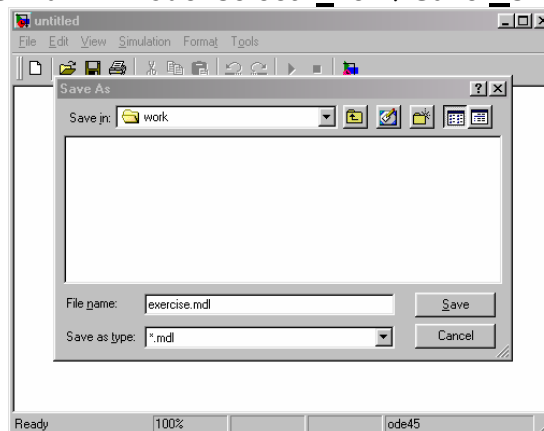 untitled
File Edit View Simulation Format Tools
Save As
Save in: work
File name: exercise.mdl Save
Save as type: *.mdl Cancel
Ready 100% ode45